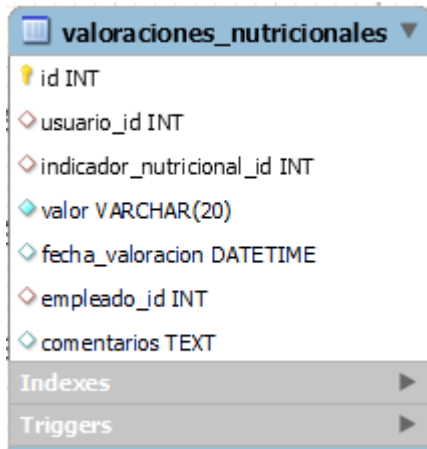 valoraciones_nutricionales
id INT
usuario_id INT
indicador_nutricional_id INT
valor VARCHAR(20)
fecha_valoracion DATETIME
empleado_id INT
comentarios TEXT
Indexes
Triggers